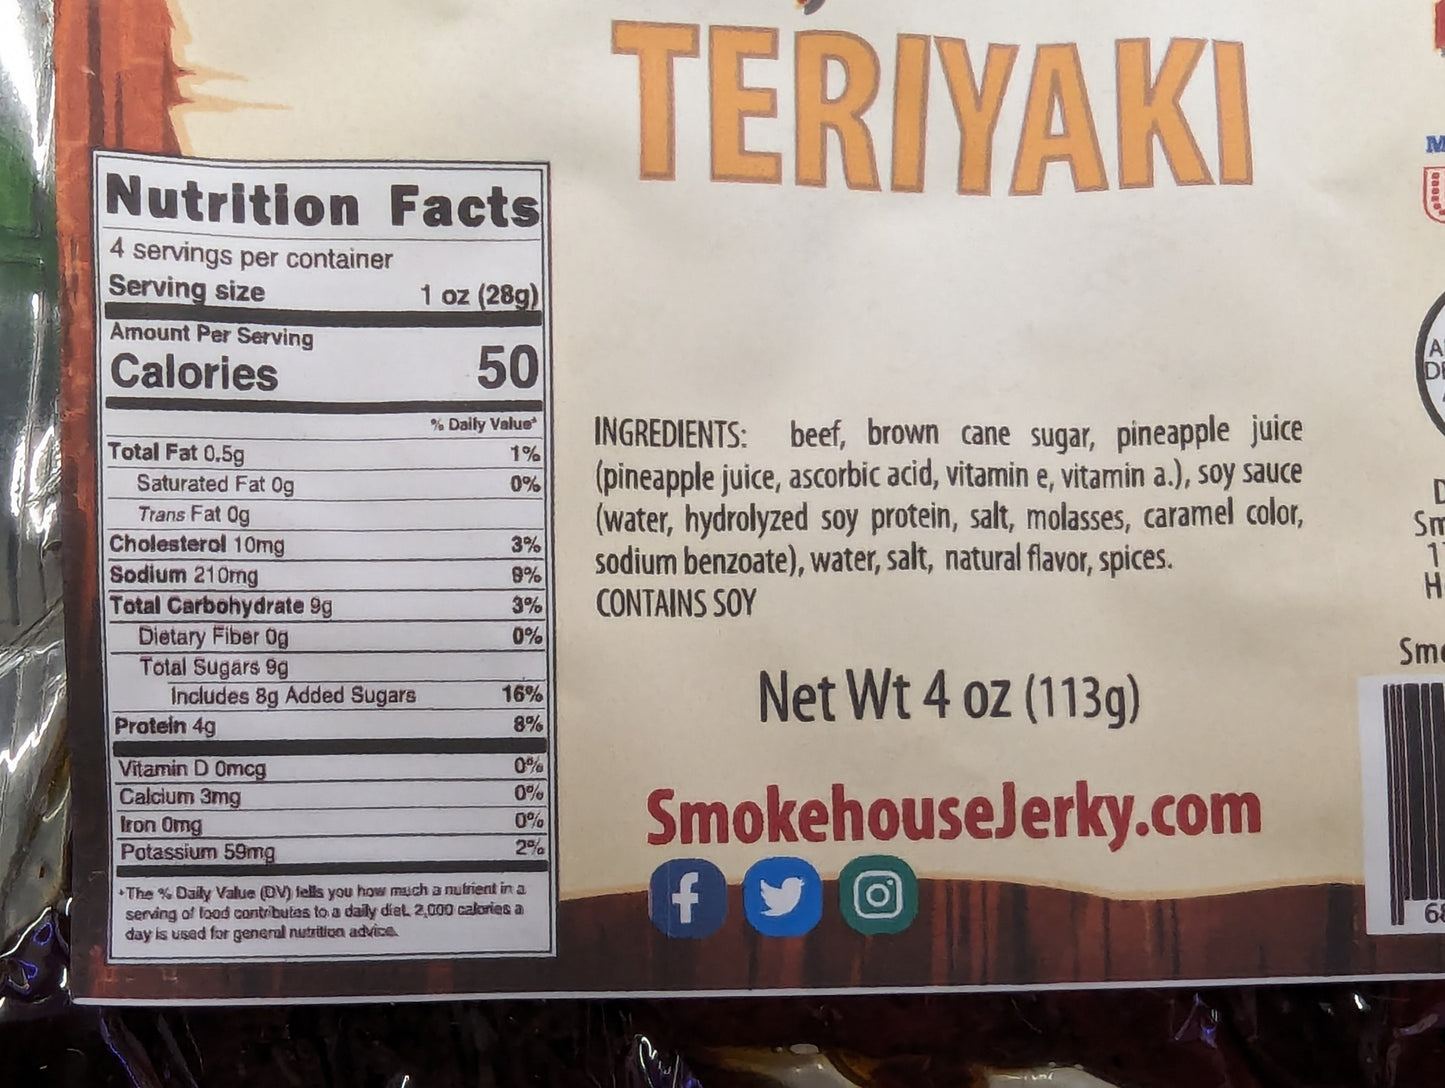 TERIYAKI
Nutrition Facts
4 servings per container
Serving size 1 oz (28g)
Amount Per Serving
Calories 50
% Daily Value*
Total Fat 0.5g 1%
Saturated Fat 0g 0%
Trans Fat 0g
Cholesterol 10mg 3%
Sodium 210mg 9%
Total Carbohydrate 9g 3%
Dietary Fiber 0g 0%
Total Sugars 9g
Includes 8g Added Sugars 16%
Protein 4g 8%
Vitamin D 0mcg 0%
Calcium 3mg 0%
Iron 0mg 0%
Potassium 59mg 2%
*The % Daily Value (DV) tells you how much a nutrient in a
serving of food contributes to a daily diet. 2,000 calories a
day is used for general nutrition advice.
INGREDIENTS: beef, brown cane sugar, pineapple juice
(pineapple juice, ascorbic acid, vitamin e, vitamin a.), soy sauce
(water, hydrolyzed soy protein, salt, molasses, caramel color,
sodium benzoate), water, salt, natural flavor, spices.
CONTAINS SOY
Net Wt 4 oz (113g)
SmokehouseJerky.com